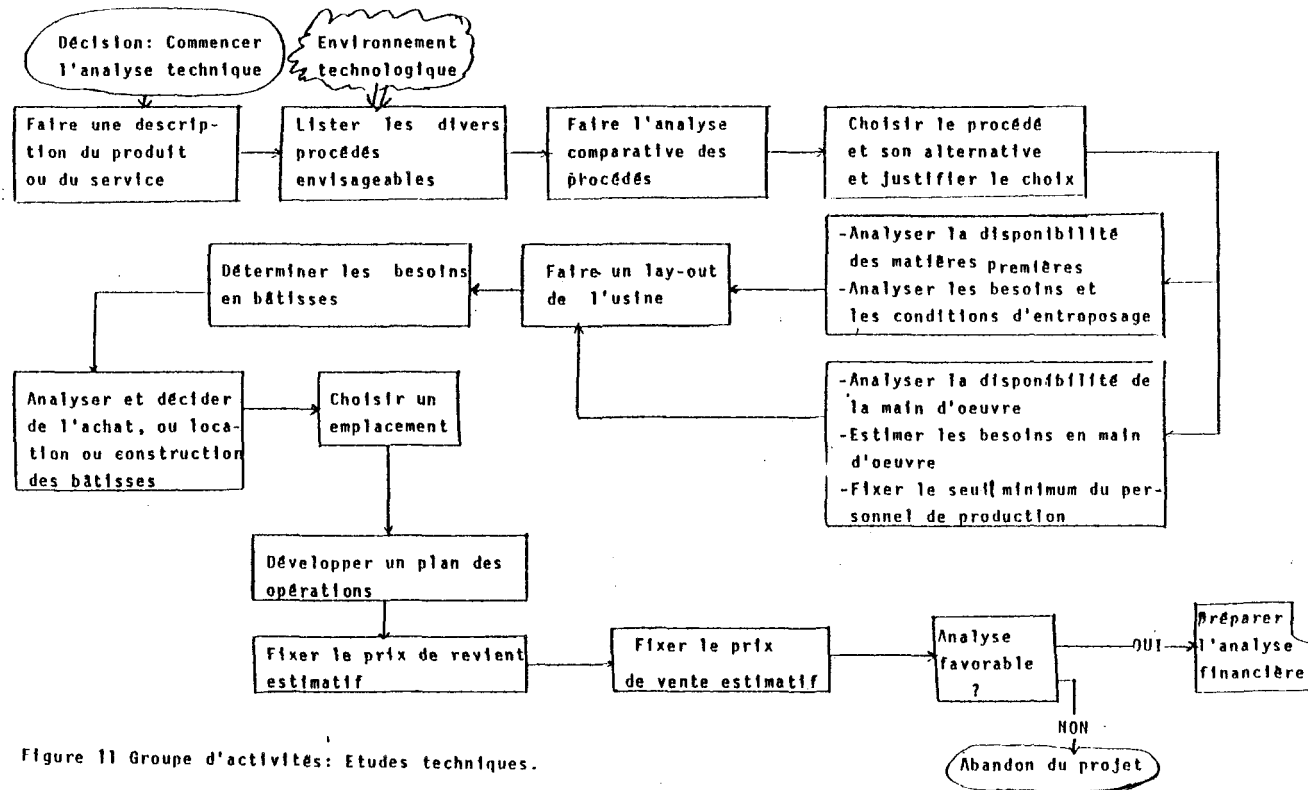 Décision: Commencer
l'analyse technique
Environnement
technologique
Faire une descrip-
tion du produit
ou du service
Lister les divers
procédés
envisageables
Faire l'analyse
comparative des
procédés
Choisir le procédé
et son alternative
et justifier le choix
-Analyser la disponibilité
des matières premières
-Analyser les besoins et
les conditions d'entroposage
-Analyser la disponibilité de
la main d'oeuvre
-Estimer les besoins en main
d'oeuvre
-Fixer le seuil minimum du per-
sonnel de production
Faire un lay-out
de l'usine
Déterminer les besoins
en bâtisses
Analyser et décider
de l'achat, ou loca-
tion ou construction
des bâtisses
Choisir un
emplacement
Développer un plan des
opérations
Fixer le prix de revient
estimatif
Fixer le prix
de vente estimatif
Analyse
favorable
?
OUI
Préparer
l'analyse
financière
NON
Abandon du projet
Figure 11 Groupe d'activités: Etudes techniques.